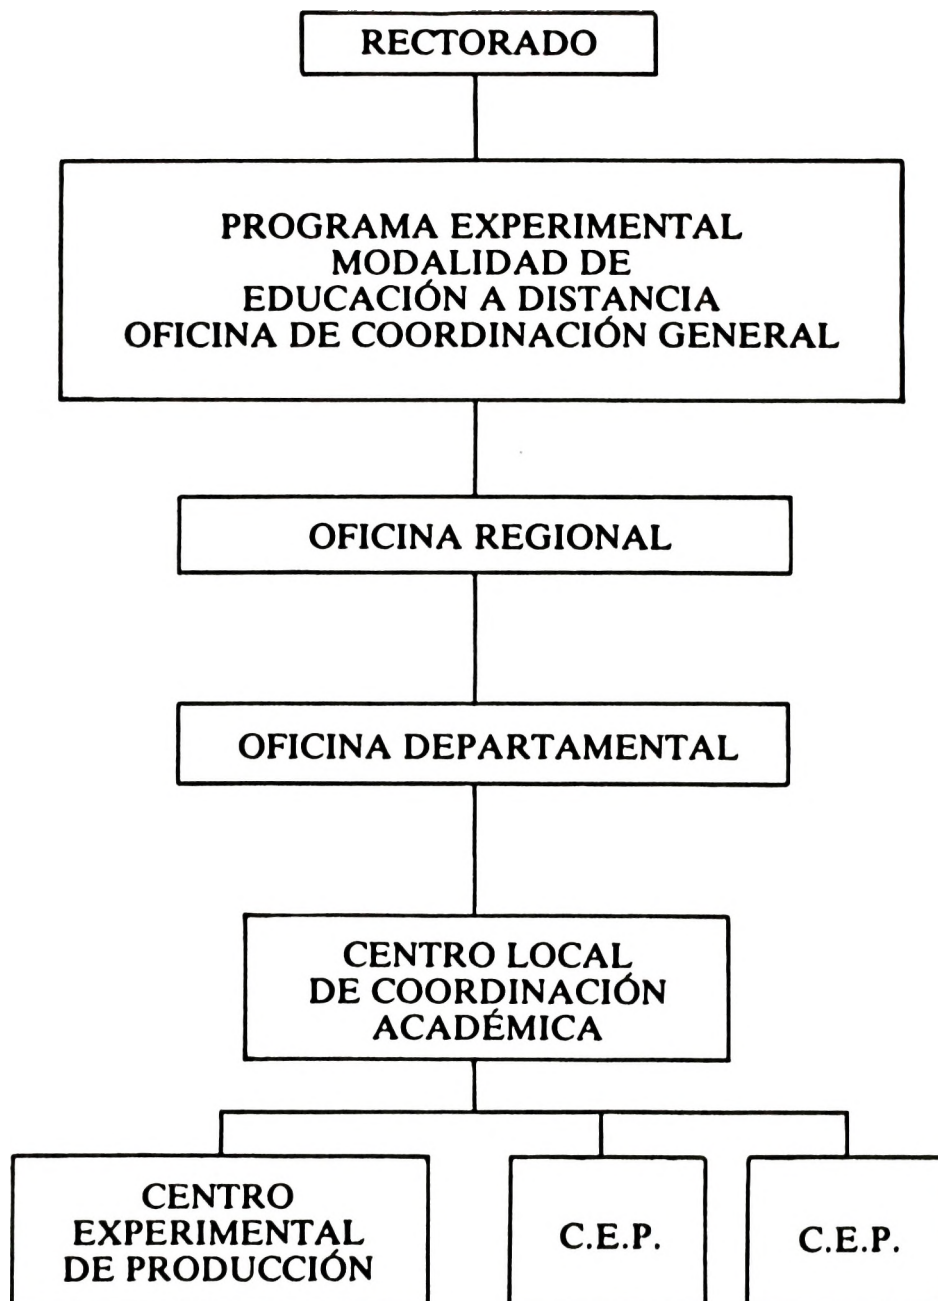 RECTORADO
PROGRAMA EXPERIMENTAL
MODALIDAD DE
EDUCACIÓN A DISTANCIA
OFICINA DE COORDINACIÓN GENERAL
OFICINA REGIONAL
OFICINA DEPARTAMENTAL
CENTRO LOCAL
DE COORDINACIÓN
ACADÉMICA
CENTRO
EXPERIMENTAL
DE PRODUCCIÓN
C.E.P.
C.E.P.